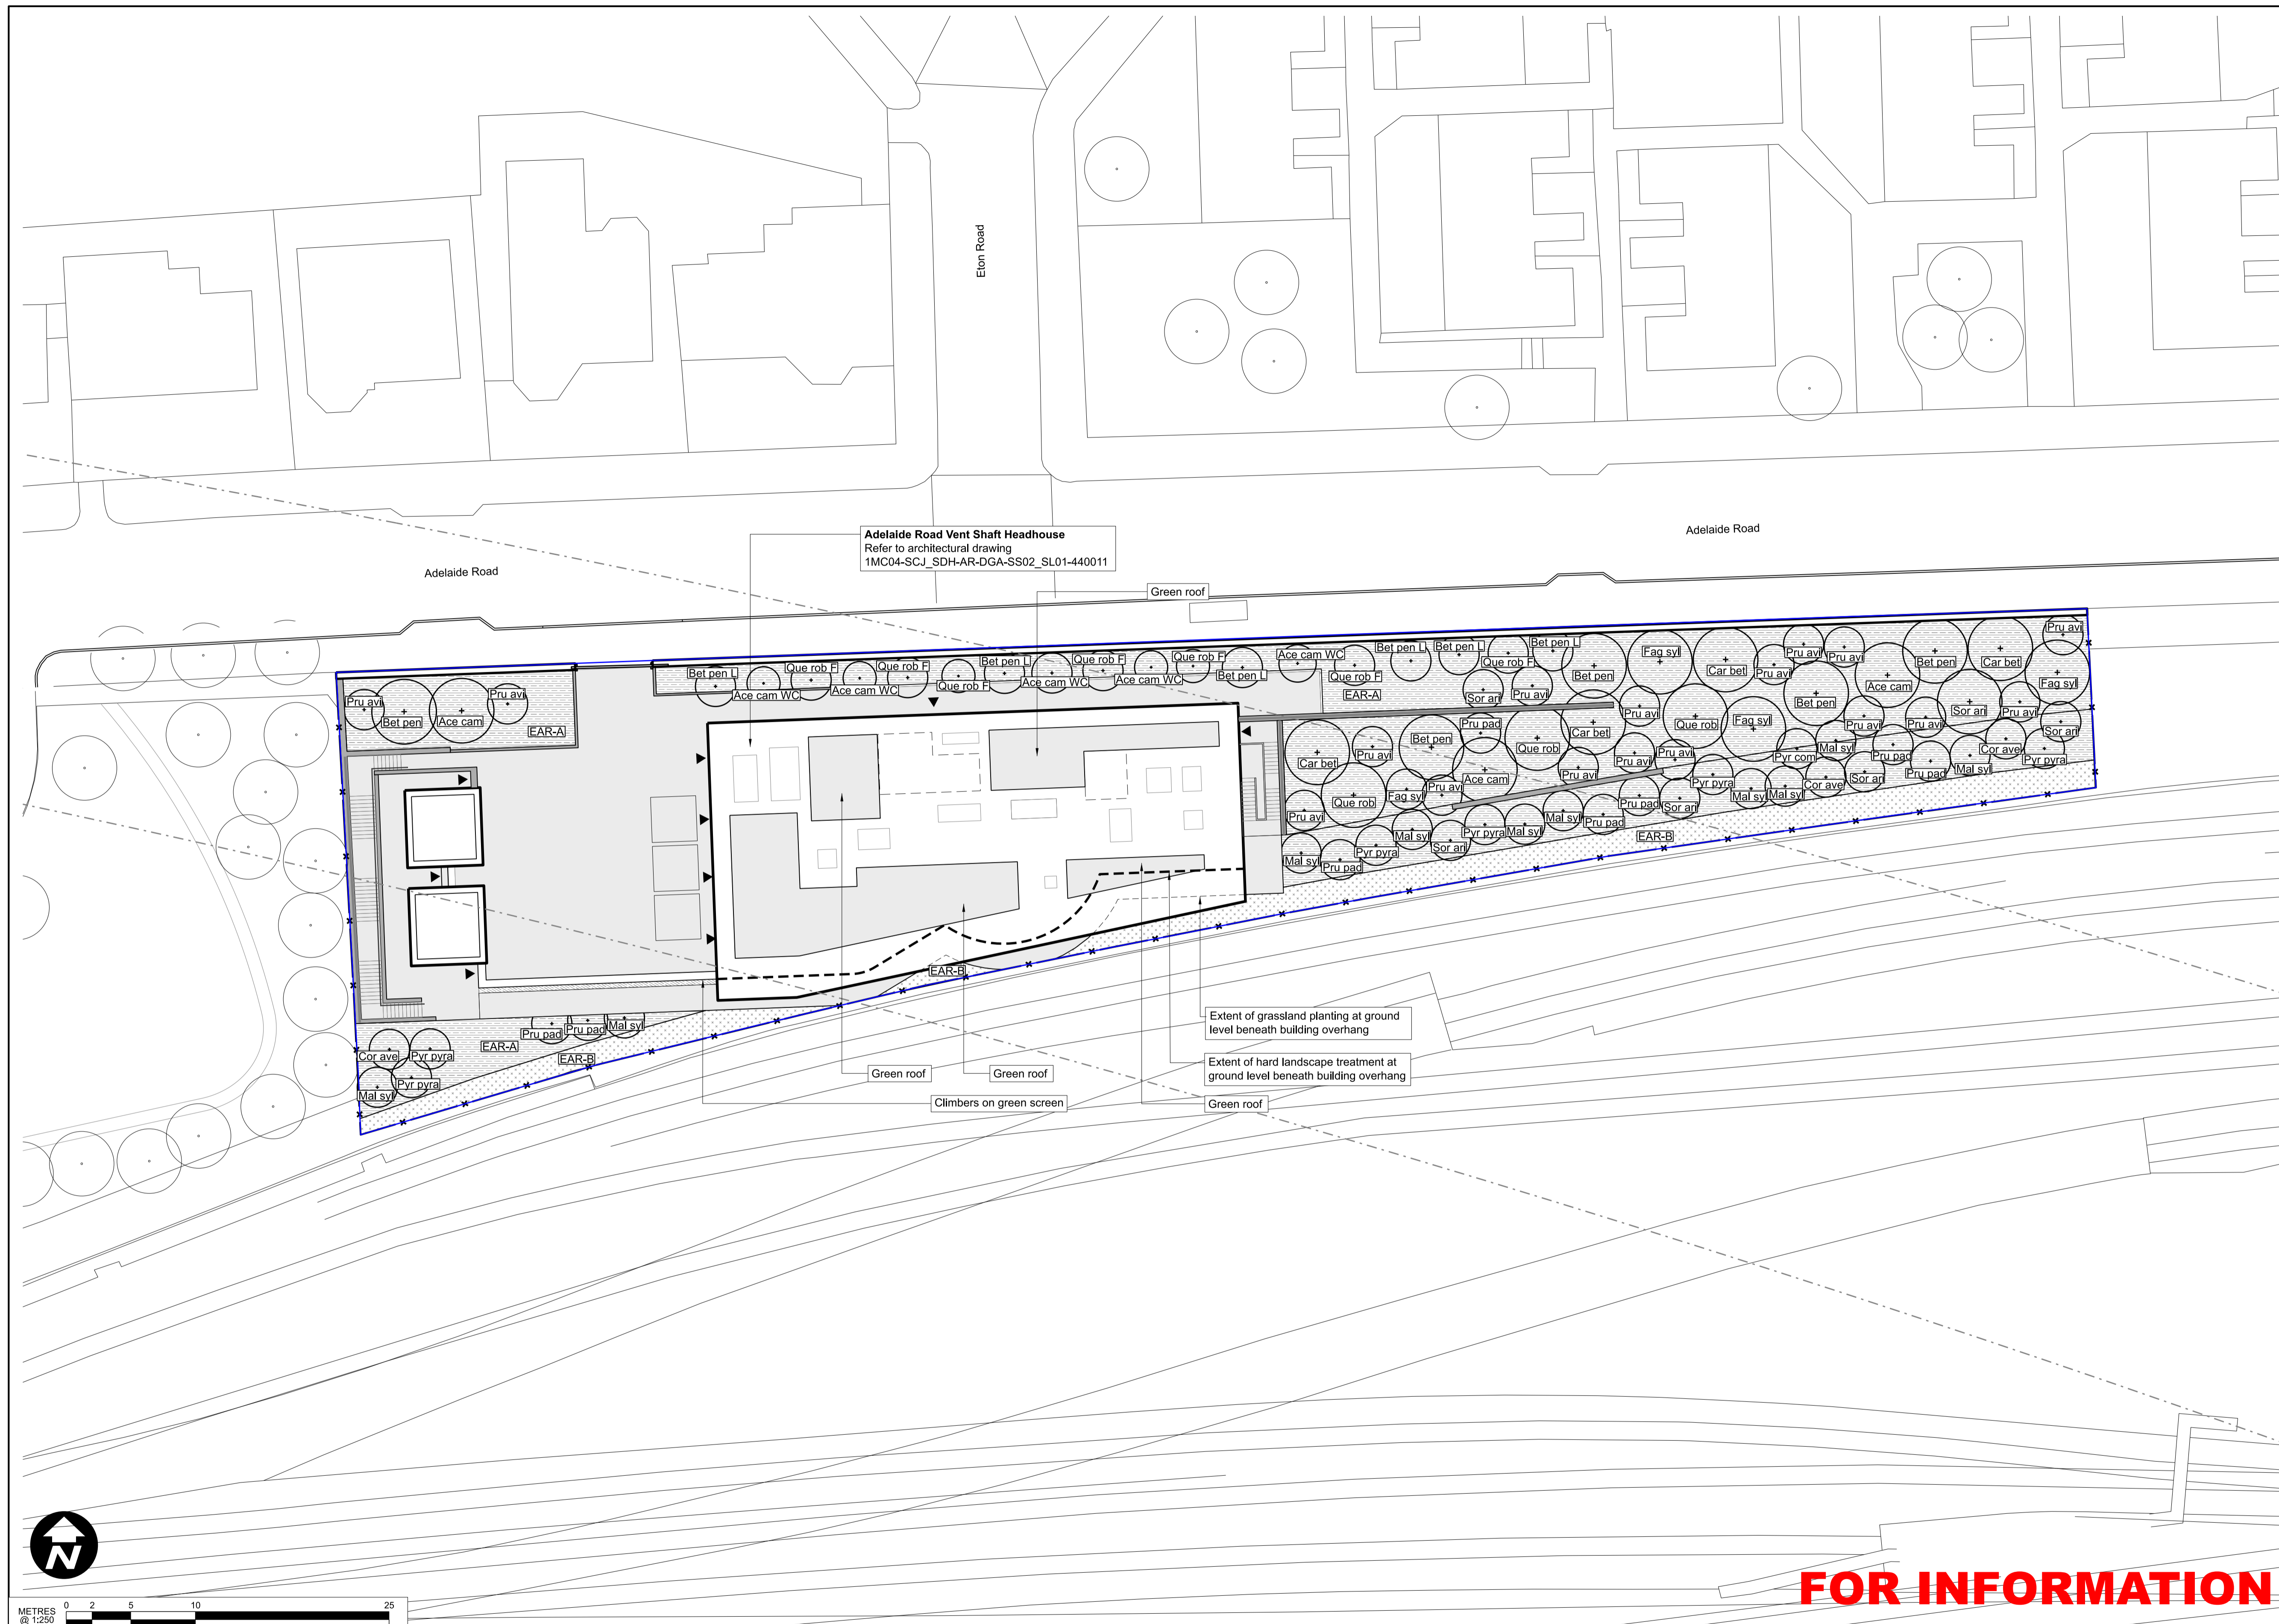 Eton Road
Adelaide Road
Adelaide Road
Adelaide Road Vent Shaft Headhouse
Refer to architectural drawing
1MC04-SCJ_SDH-AR-DGA-SS02_SL01-440011
Green roof
Pru avi
Bet pen
Ace cam
Pru avi
EAR-A
Bet pen L
Ace cam WC
Que rob F
Ace cam WC
Que rob F
Que rob F
Bet pen L
Ace cam WC
Que rob F
Ace cam WC
Que rob F
Bet pen L
Ace cam WC
Que rob F
EAR-A
Bet pen L
Bet pen L
Que rob F
Bet pen L
Sor ari
Pru avi
Bet pen
Fag syl
Car bet
Pru avi
Pru avi
Pru avi
Ace cam
Bet pen
Car bet
Pru avi
Fag syl
Bet pen
Sor ari
Pru avi
Sor ari
Pru avi
Que rob
Fag syl
Pru avi
Pru avi
Car bet
Pru avi
Bet pen
Pru pad
Que rob
Car bet
Pru avi
Pru avi
Pru avi
Pyr com
Mal syl
Pru pad
Pru pad
Mal syl
Cor ave
Pyr pyra
Ace cam
Pru avi
Que rob
Fag syl
Pru avi
Pyr pyra
Mal syl
Mal syl
Cor ave
Sor ari
Pru pad
Sor ari
Mal syl
Pru pad
Pyr pyra
Mal syl
Sor ari
Pyr pyra
Mal syl
Mal syl
Pru pad
EAR-B
EAR-B
Pru pad
Pru pad
Mal syl
EAR-A
EAR-B
Cor ave
Pyr pyra
Pyr pyra
Mal syl
Extent of grassland planting at ground
level beneath building overhang
Extent of hard landscape treatment at
ground level beneath building overhang
Green roof
Green roof
Climbers on green screen
Green roof
N
METRES
@ 1:250
0 2 5 10 25
FOR INFORMATION